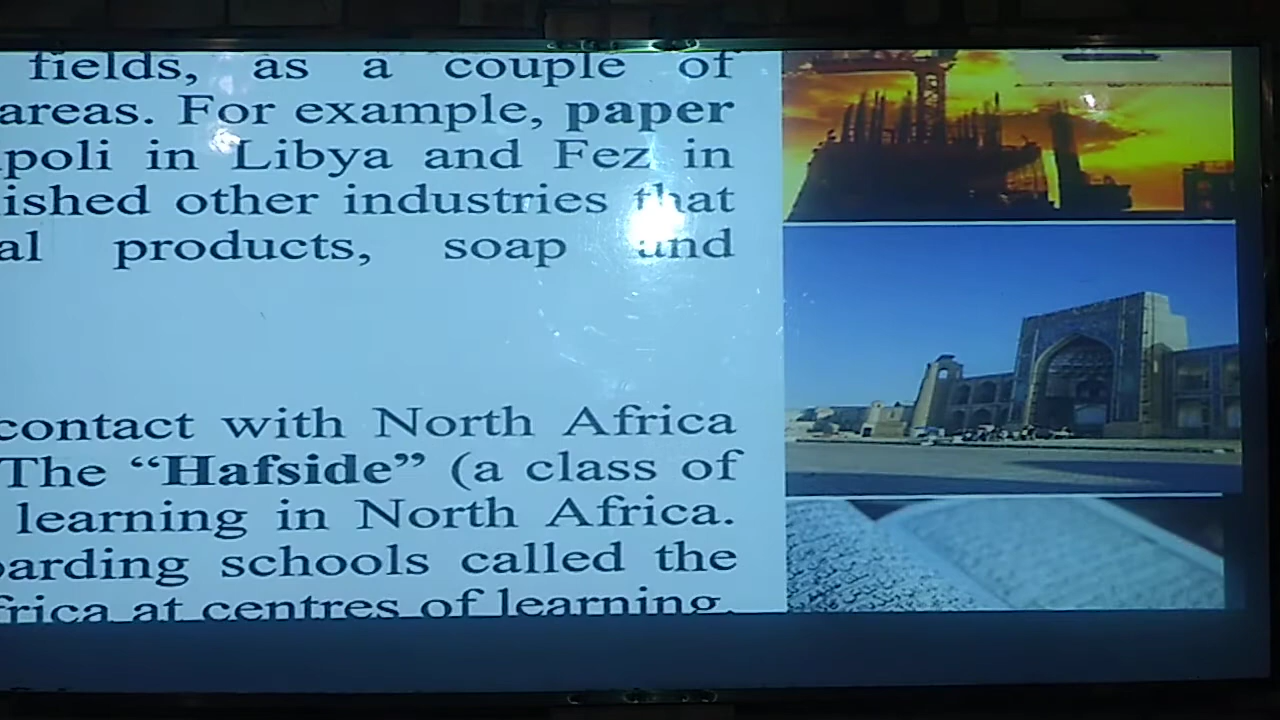 fields, as a couple of
areas. For example, paper
poli in Libya and Fez in
ished other industries that
al products, soap and
contact with North Africa
The “Hafside” (a class of
learning in North Africa.
arding schools called the
frica at centres of learning.